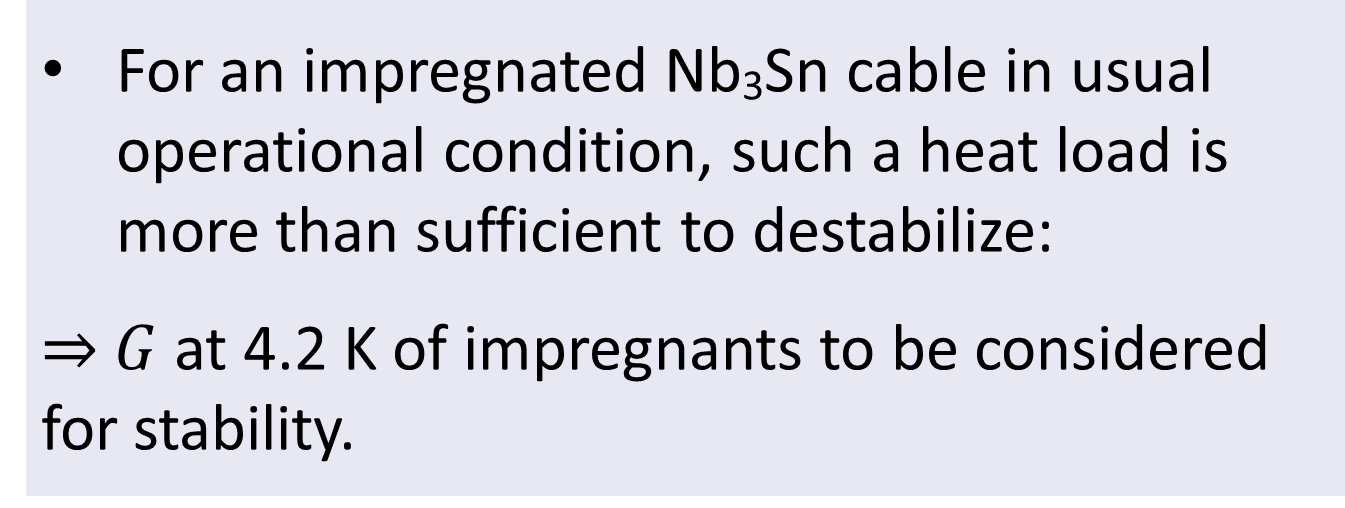 • For an impregnated Nb₃Sn cable in usual
operational condition, such a heat load is
more than sufficient to destabilize:
⇒ 𝐺 at 4.2 K of impregnants to be considered
for stability.